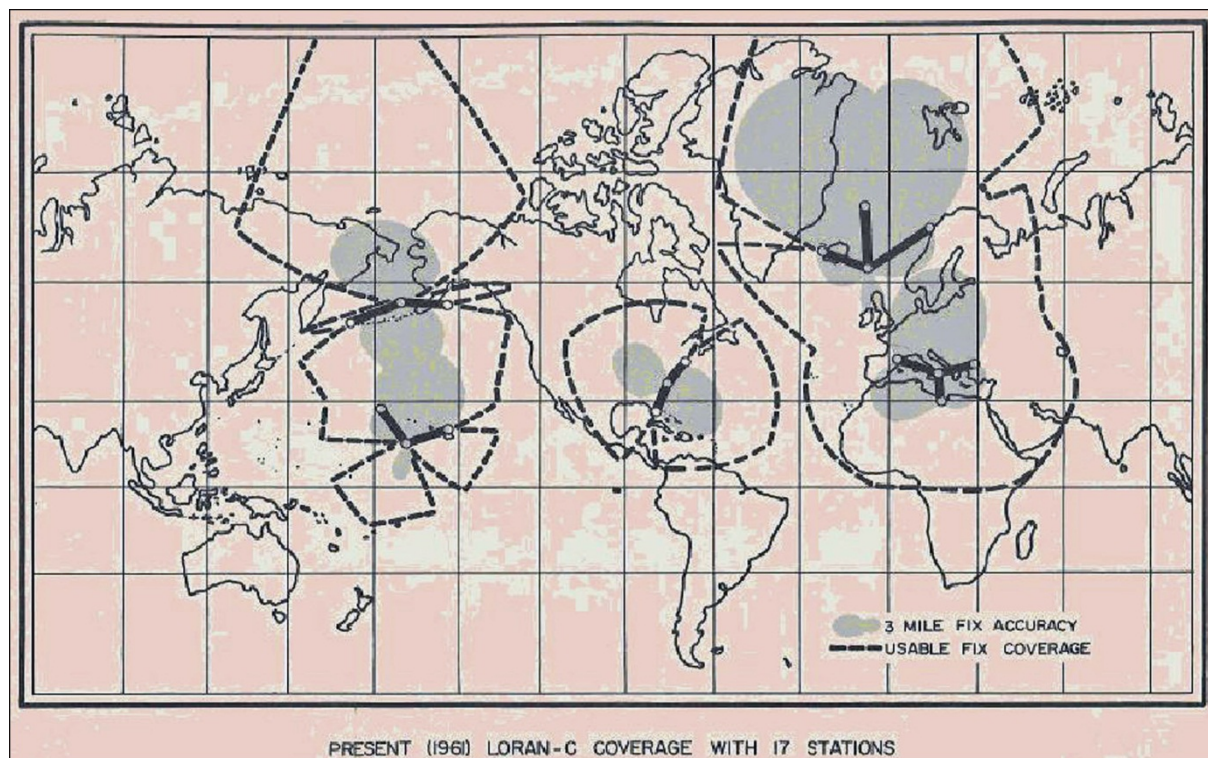 3 MILE FIX ACCURACY
USABLE FIX COVERAGE
PRESENT (1961) LORAN-C COVERAGE WITH 17 STATIONS